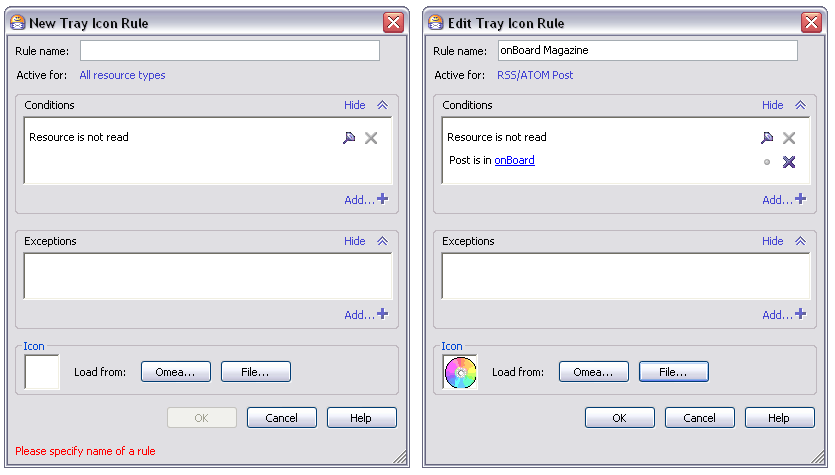 New Tray Icon Rule
Rule name:
Active for: All resource types
Conditions Hide
Resource is not read
Add...
Exceptions Hide
Add...
Icon
Load from: Omea... File...
OK Cancel Help
Please specify name of a rule
Edit Tray Icon Rule
Rule name: onBoard Magazine
Active for: RSS/ATOM Post
Conditions Hide
Resource is not read
Post is in onBoard
Add...
Exceptions Hide
Add...
Icon
Load from: Omea... File...
OK Cancel Help